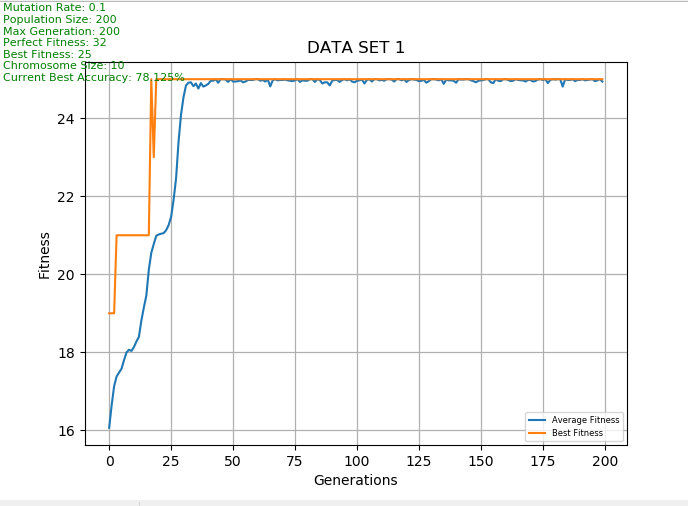 Mutation Rate: 0.1
Population Size: 200
Max Generation: 200
Perfect Fitness: 32
Best Fitness: 25
Chromosome Size: 10
Current Best Accuracy: 78.125%
DATA SET 1
24
22
20
18
16
Fitness
Average Fitness
Best Fitness
0 25 50 75 100 125 150 175 200
Generations